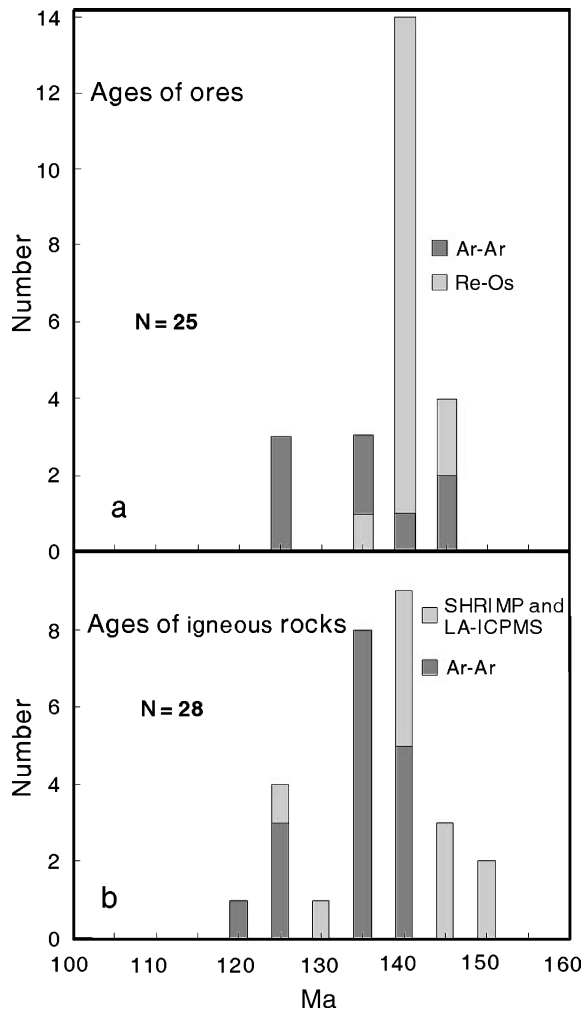 14
Ages of ores
12
10
Number
8
Ar-Ar
Re-Os
N = 25
6
4
2
a
0
SHRIMP and
LA-ICPMS
Ages of igneous rocks
8
Ar-Ar
N = 28
Number
6
4
2
b
0
100 110 120 130 140 150 160
Ma